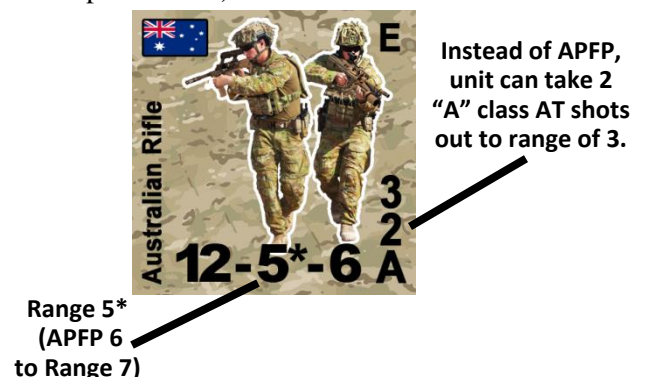 E
Instead of APFP,
unit can take 2
“A” class AT shots
out to range of 3.
Australian Rifle
3
2
12-5*-6 A
Range 5*
(APFP 6
to Range 7)